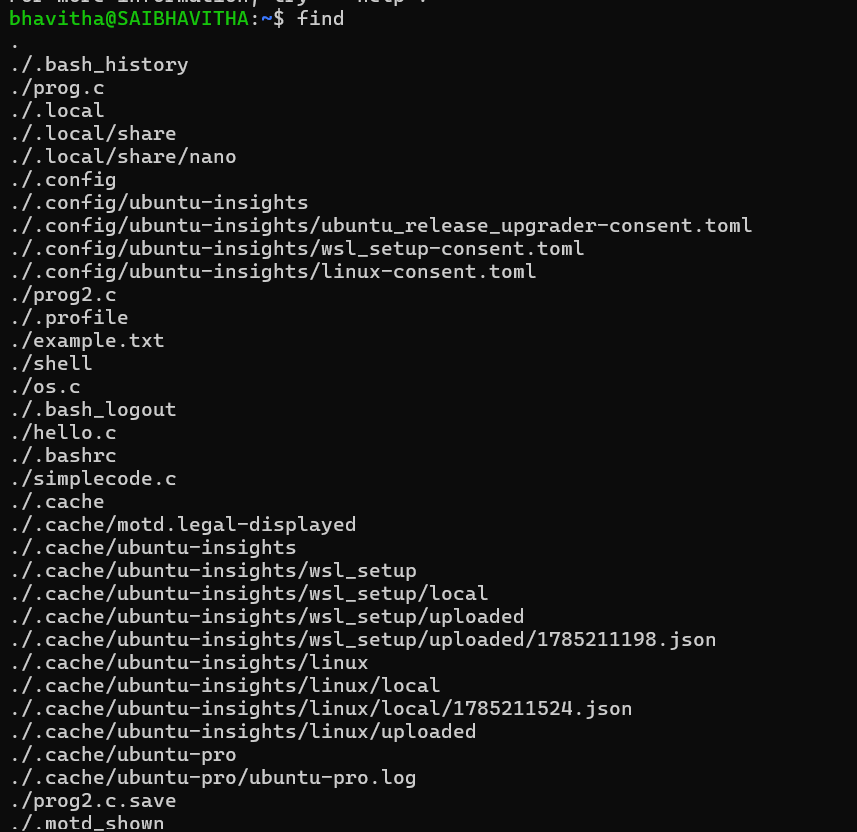 For more information, try '--help'.
bhavitha@SAIBHAVITHA:~$ find
.
./.bash_history
./prog.c
./.local
./.local/share
./.local/share/nano
./.config
./.config/ubuntu-insights
./.config/ubuntu-insights/ubuntu_release_upgrader-consent.toml
./.config/ubuntu-insights/wsl_setup-consent.toml
./.config/ubuntu-insights/linux-consent.toml
./prog2.c
./.profile
./example.txt
./shell
./os.c
./.bash_logout
./hello.c
./.bashrc
./simplecode.c
./.cache
./.cache/motd.legal-displayed
./.cache/ubuntu-insights
./.cache/ubuntu-insights/wsl_setup
./.cache/ubuntu-insights/wsl_setup/local
./.cache/ubuntu-insights/wsl_setup/uploaded
./.cache/ubuntu-insights/wsl_setup/uploaded/1785211198.json
./.cache/ubuntu-insights/linux
./.cache/ubuntu-insights/linux/local
./.cache/ubuntu-insights/linux/local/1785211524.json
./.cache/ubuntu-insights/linux/uploaded
./.cache/ubuntu-pro
./.cache/ubuntu-pro/ubuntu-pro.log
./prog2.c.save
./.motd_shown